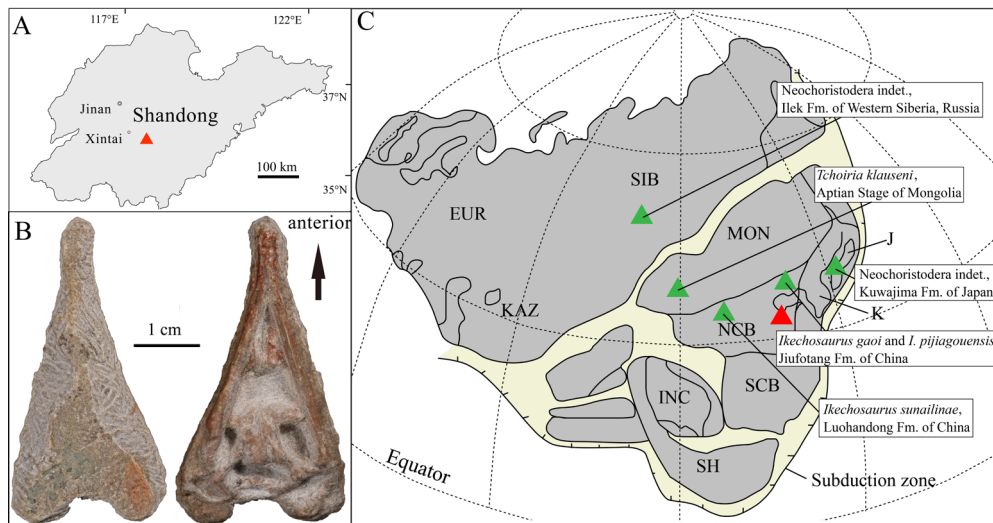 A
117°E
122°E
37°N
Jinan
Shandong
Xintai
100 km
35°N
B
anterior
1 cm
C
Neochoristodera indet.,
Ilek Fm. of Western Siberia, Russia
Tchoiria klauseni,
Aptian Stage of Mongolia
SIB
EUR
MON
J
Neochoristodera indet.,
Kuwajima Fm. of Japan
KAZ
K
NCB
Ikechosaurus gaoi and I. pijiagouensis
Jiufotang Fm. of China
SCB
INC
Ikechosaurus sunailinae,
Luohandong Fm. of China
SH
Equator
Subduction zone